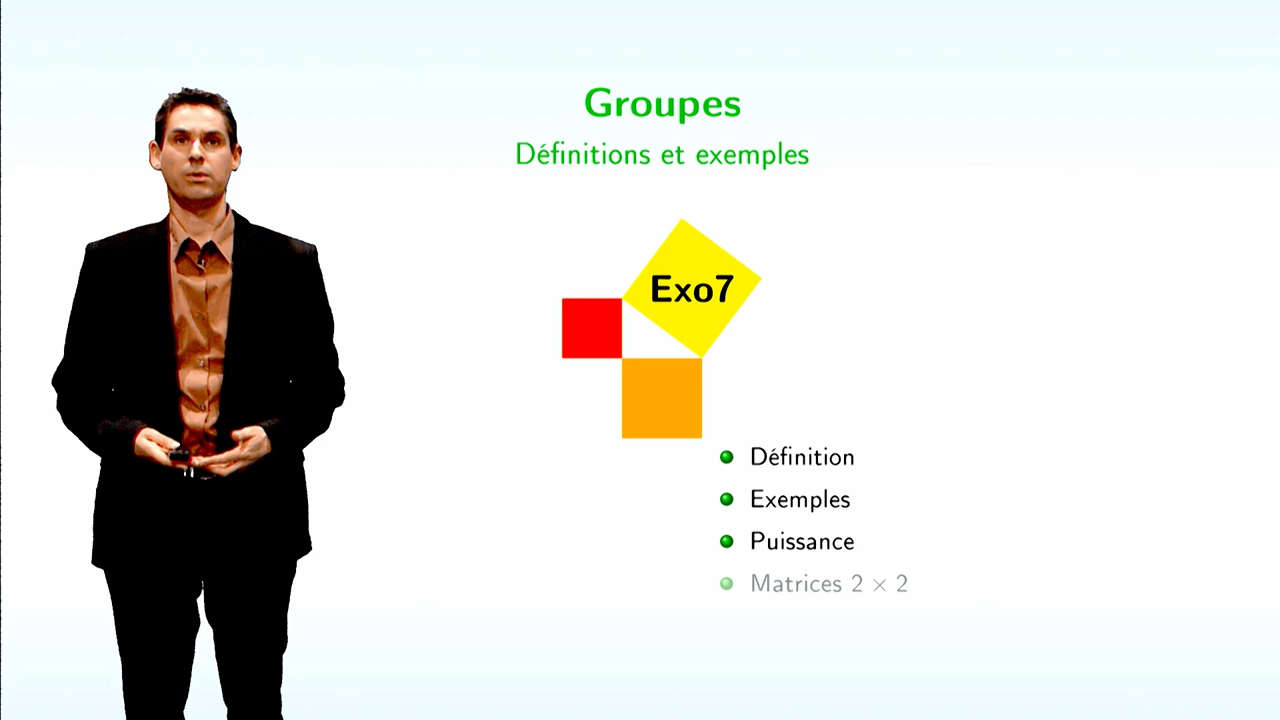 Groupes
Définitions et exemples
Exo7
Définition
Exemples
Puissance
Matrices 2 × 2